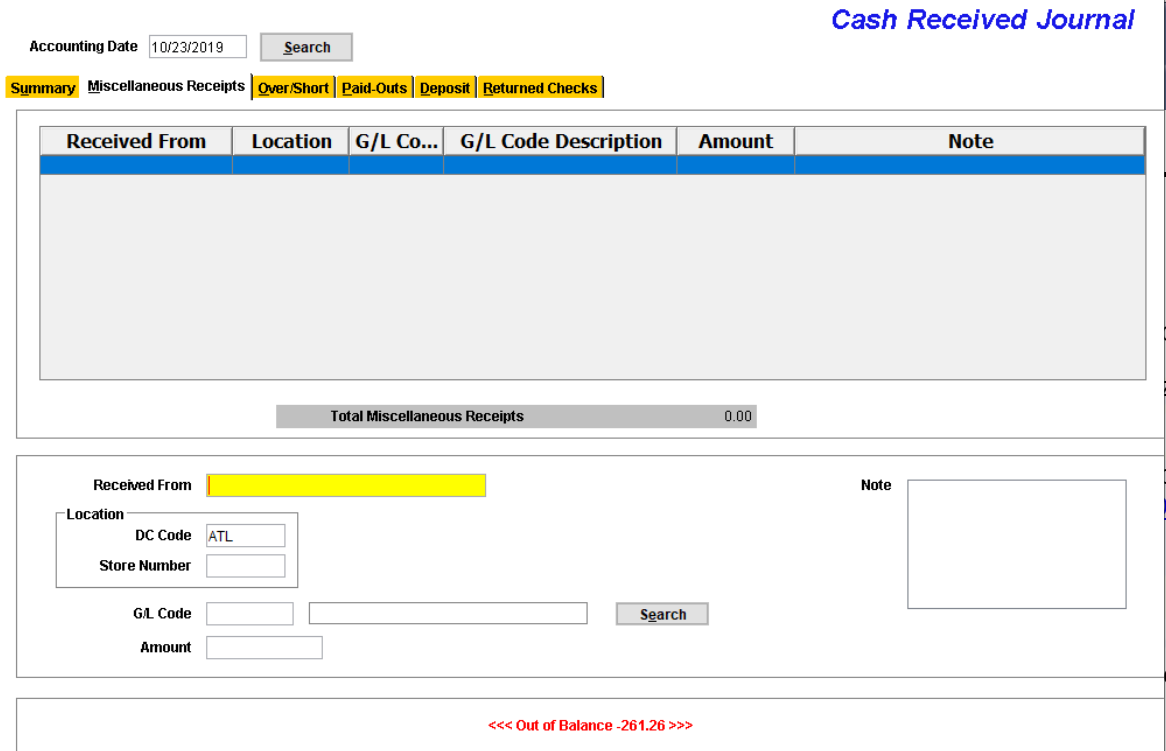 Cash Received Journal
Accounting Date 10/23/2019 Search
Summary Miscellaneous Receipts Over/Short Paid-Outs Deposit Returned Checks
Received From Location G/L Co... G/L Code Description Amount Note
Total Miscellaneous Receipts 0.00
Received From Note
Location
DC Code ATL
Store Number
G/L Code Search
Amount
<<< Out of Balance -261.26 >>>